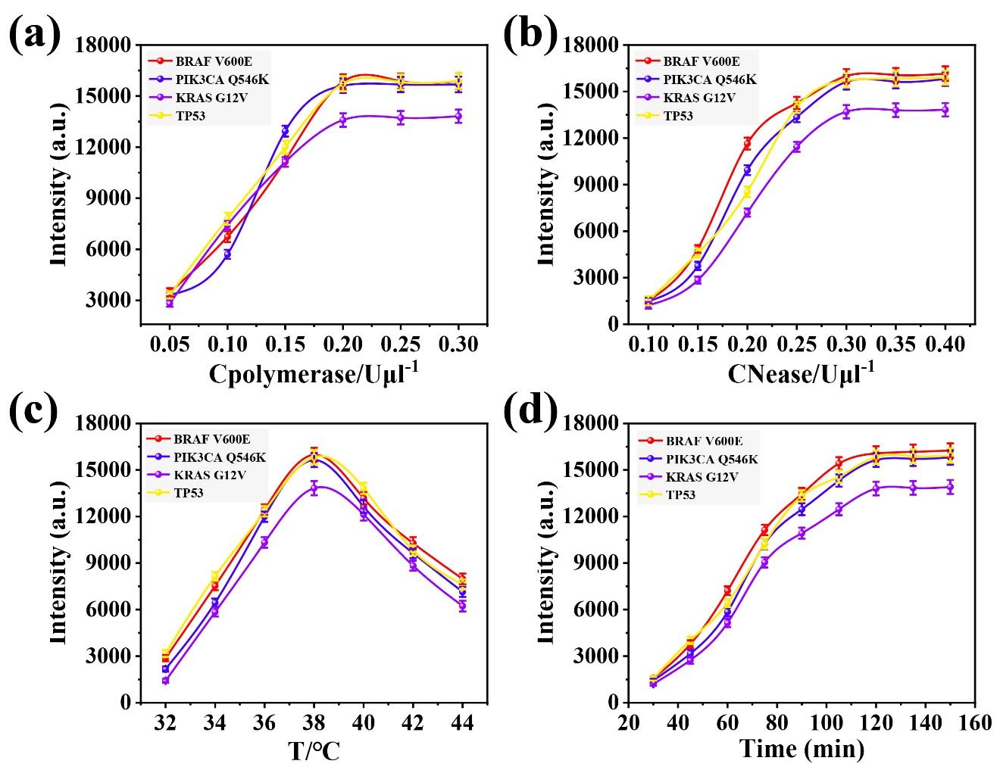 (a)
18000
15000
12000
9000
6000
3000
Intensity (a.u.)
BRAF V600E
PIK3CA Q546K
KRAS G12V
TP53
0.05 0.10 0.15 0.20 0.25 0.30
Cpolymerase/Uμl-1
(b)
18000
15000
12000
9000
6000
3000
0
Intensity (a.u.)
BRAF V600E
PIK3CA Q546K
KRAS G12V
TP53
0.10 0.15 0.20 0.25 0.30 0.35 0.40
CNease/Uμl-1
(c)
18000
15000
12000
9000
6000
3000
0
Intensity (a.u.)
BRAF V600E
PIK3CA Q546K
KRAS G12V
TP53
32 34 36 38 40 42 44
T/°C
(d)
18000
15000
12000
9000
6000
3000
0
Intensity (a.u.)
BRAF V600E
PIK3CA Q546K
KRAS G12V
TP53
20 40 60 80 100 120 140 160
Time (min)